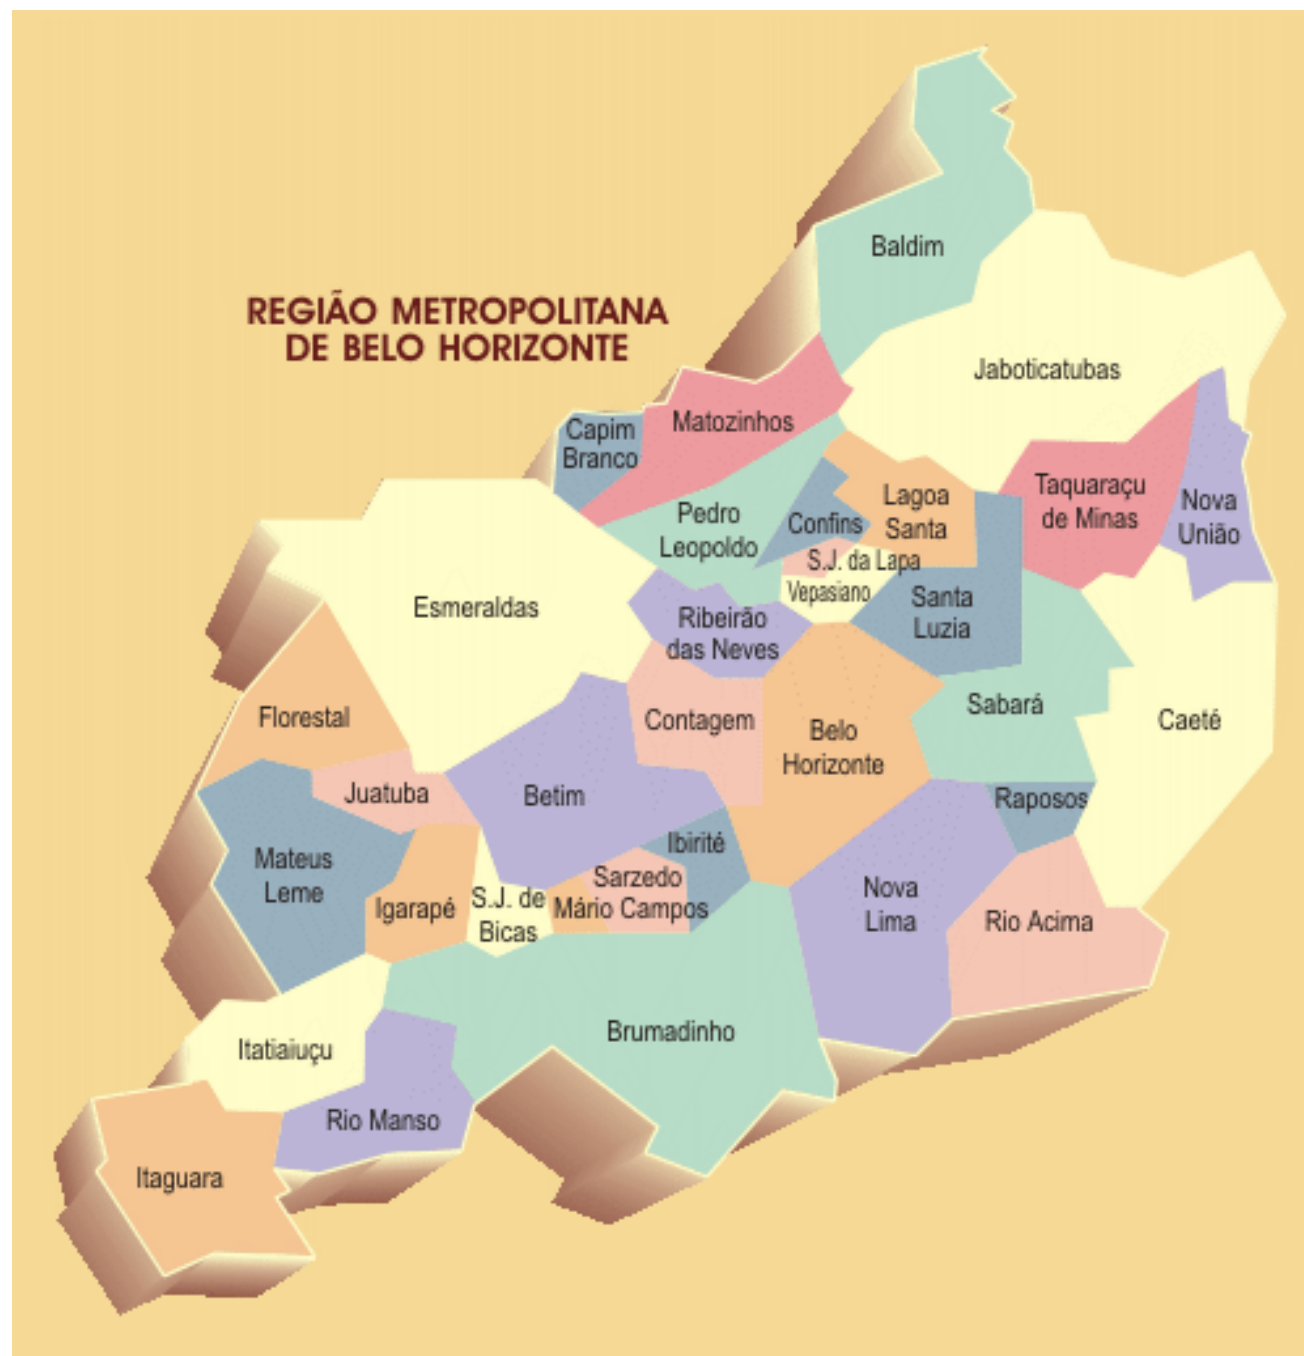 REGIÃO METROPOLITANA
DE BELO HORIZONTE
Baldim
Jaboticatubas
Matozinhos
Capim
Branco
Taquaraçu
de Minas
Nova
União
Lagoa
Santa
Pedro
Leopoldo
Confins
S.J. da Lapa
Vepasiano
Esmeraldas
Ribeirão
das Neves
Santa
Luzia
Florestal
Contagem
Belo
Horizonte
Sabará
Caeté
Juatuba
Betim
Raposos
Ibirité
Mateus
Leme
Sarzedo
Igarapé
S.J. de
Bicas
Mário Campos
Nova
Lima
Rio Acima
Brumadinho
Itatiaiuçu
Rio Manso
Itaguara